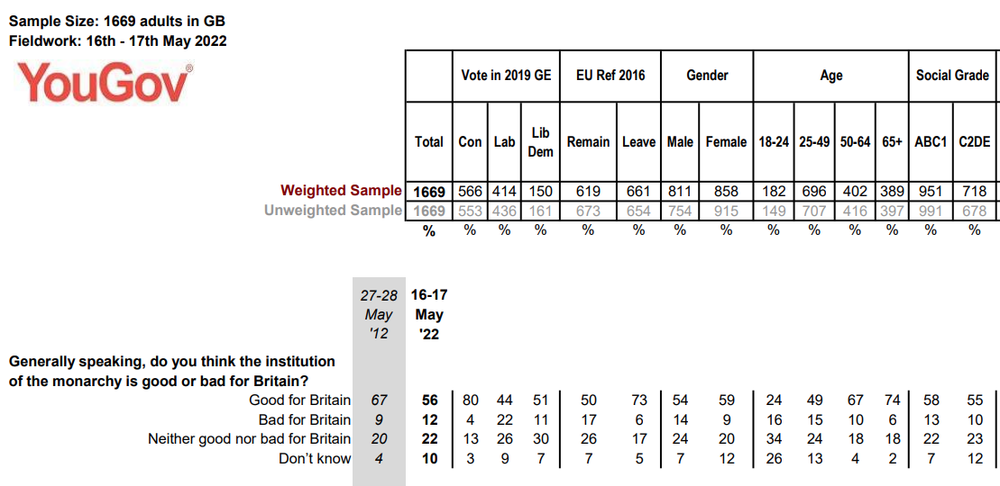 Sample Size: 1669 adults in GB
Fieldwork: 16th - 17th May 2022
YouGov®
Vote in 2019 GE EU Ref 2016 Gender Age Social Grade
Total Con Lab Lib Dem Remain Leave Male Female 18-24 25-49 50-64 65+ ABC1 C2DE
Weighted Sample 1669 566 414 150 619 661 811 858 182 696 402 389 951 718
Unweighted Sample 1669 553 436 161 673 654 754 915 149 707 416 397 991 678
% % % % % % % % % % % % % %
27-28 16-17
May May
'12 '22
Generally speaking, do you think the institution
of the monarchy is good or bad for Britain?
Good for Britain 67 56 80 44 51 50 73 54 59 24 49 67 74 58 55
Bad for Britain 9 12 4 22 11 17 6 14 9 16 15 10 6 13 10
Neither good nor bad for Britain 20 22 13 26 30 26 17 24 20 34 24 18 18 22 23
Don't know 4 10 3 9 7 7 5 7 12 26 13 4 2 7 12